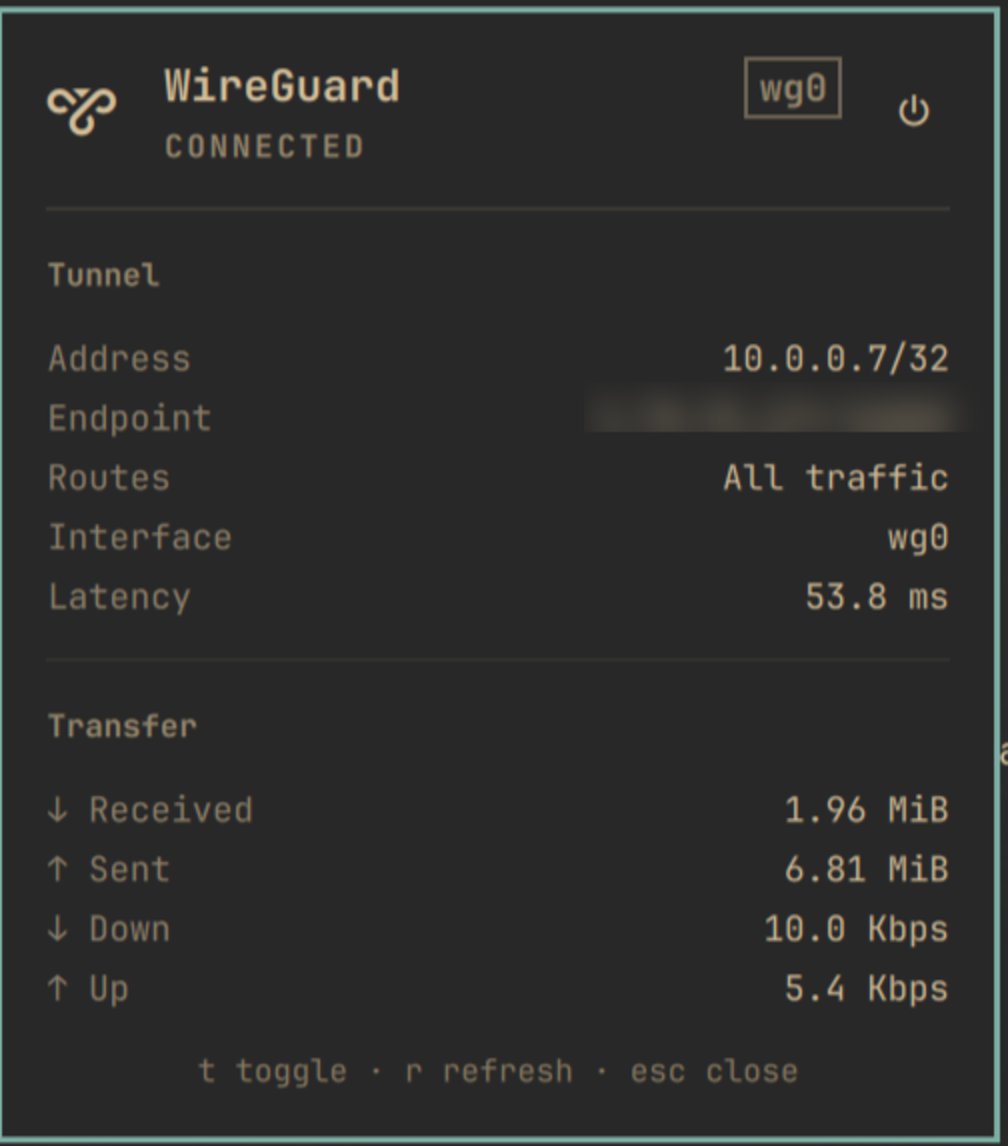 WireGuard
wg0
CONNECTED
Tunnel
Address 10.0.0.7/32
Endpoint
Routes All traffic
Interface wg0
Latency 53.8 ms
Transfer
↓ Received 1.96 MiB
↑ Sent 6.81 MiB
↓ Down 10.0 Kbps
↑ Up 5.4 Kbps
t toggle · r refresh · esc close